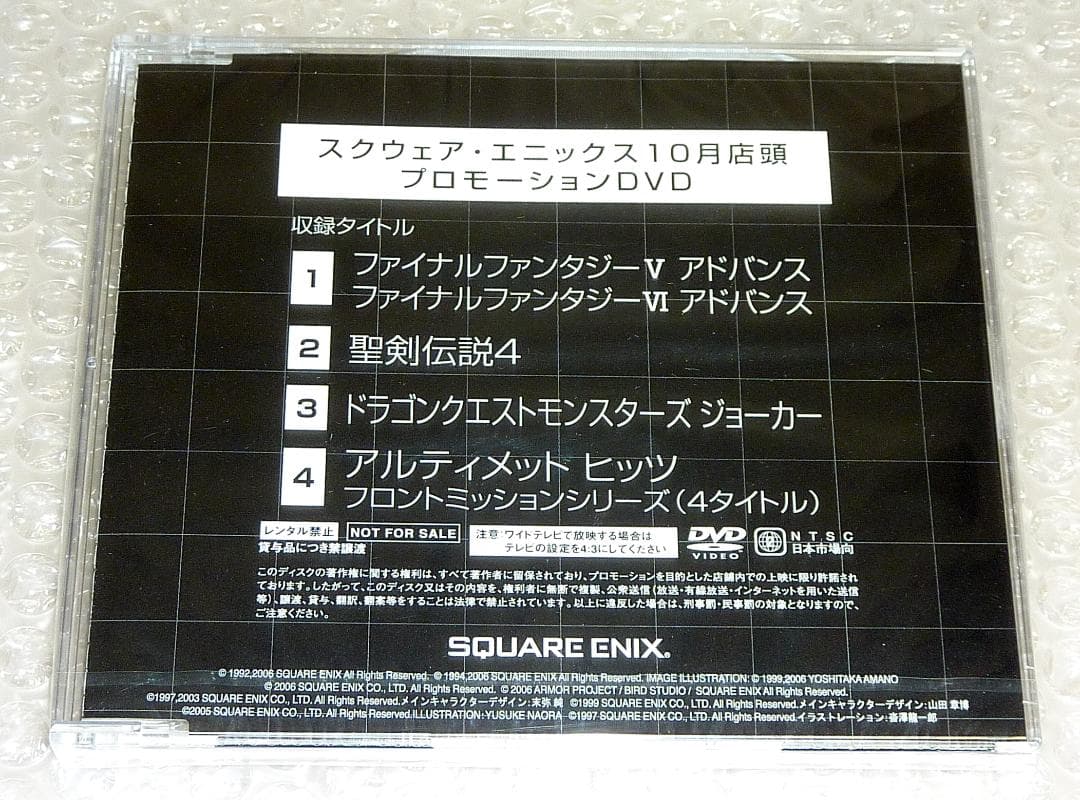 スクウェア・エニックス10月店頭
プロモーションDVD
収録タイトル
1 ファイナルファンタジーⅤ アドバンス
ファイナルファンタジーⅥ アドバンス
2 聖剣伝説4
3 ドラゴンクエストモンスターズ ジョーカー
4 アルティメット ヒッツ
フロントミッションシリーズ(4タイトル)
レンタル禁止 NOT FOR SALE
貸与品につき禁譲渡
注意:ワイドテレビで放映する場合は
テレビの設定を4:3にしてください
DVD
VIDEO
NTSC
日本市場向
このディスクの著作権に関する権利は、すべて著作者に留保されており、プロモーションを目的とした店舗内での上映に限り許諾され
ております。したがって、このディスク又はその内容を、権利者に無断で複製、公衆送信(放送・有線放送・インターネットを用いた送信
等)、譲渡、貸与、翻訳、翻案等をすることは法律で禁止されています。以上に違反した場合は、刑事罰・民事罰の対象となりますので、
ご注意ください。
SQUARE ENIX®
© 1992,2006 SQUARE ENIX All Rights Reserved. © 1994,2006 SQUARE ENIX All Rights Reserved. IMAGE ILLUSTRATION: © 1999,2006 YOSHITAKA AMANO
© 2006 SQUARE ENIX CO., LTD. All Rights Reserved. © 2006 ARMOR PROJECT / BIRD STUDIO / SQUARE ENIX All Rights Reserved.
©1997,2003 SQUARE ENIX CO., LTD. All Rights Reserved.メインキャラクターデザイン:末弥 純 ©1999 SQUARE ENIX CO., LTD. All Rights Reserved.メインキャラクターデザイン:山田 章博
©2005 SQUARE ENIX CO., LTD. All Rights Reserved.ILLUSTRATION:YUSUKE NAORA ©1997 SQUARE ENIX CO., LTD. All Rights Reserved.イラストレーション:沓澤龍一郎